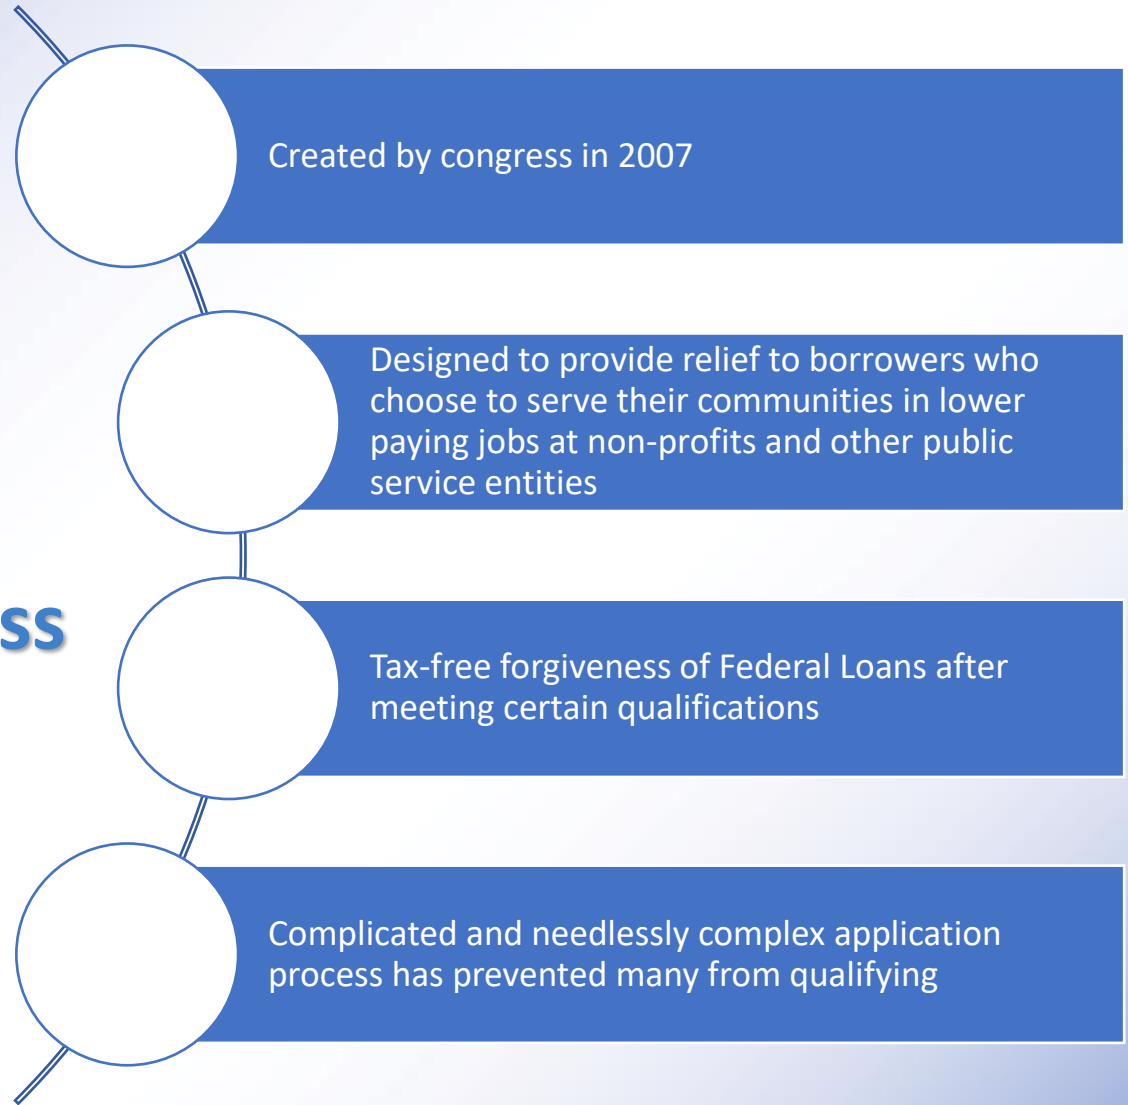 Created by congress in 2007
Designed to provide relief to borrowers who
choose to serve their communities in lower
paying jobs at non-profits and other public
service entities
ss
Tax-free forgiveness of Federal Loans after
meeting certain qualifications
Complicated and needlessly complex application
process has prevented many from qualifying